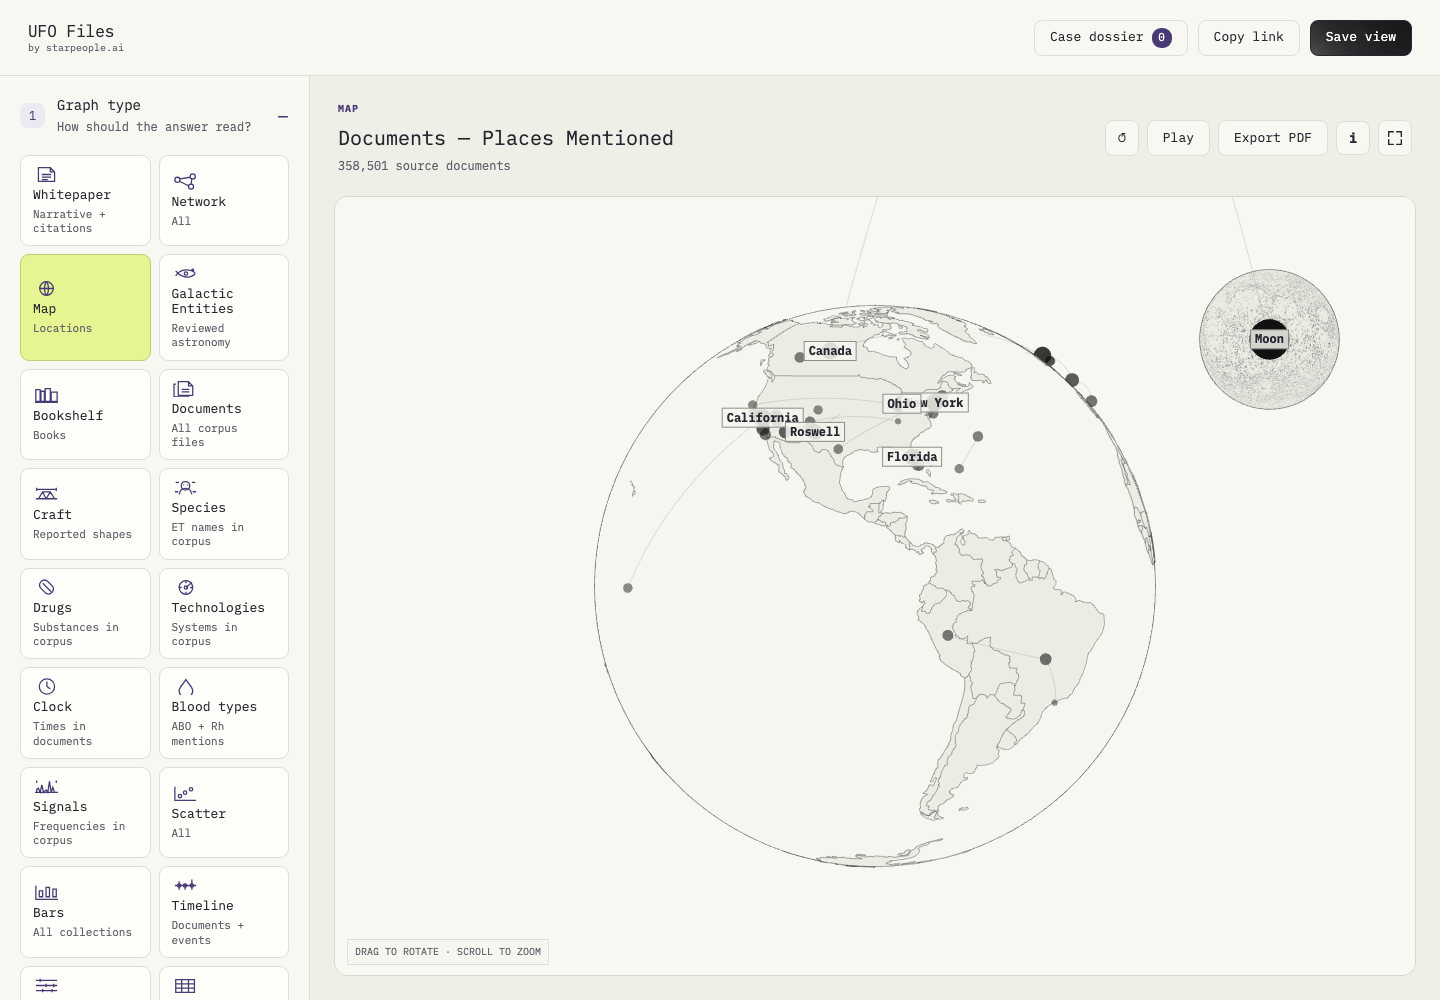 UFO Files
by starpeople.ai
Case dossier 0
Copy link
Save view
1
Graph type
How should the answer read?
Whitepaper
Narrative +
citations
Network
All
Map
Locations
Galactic
Entities
Reviewed
astronomy
Bookshelf
Books
Documents
All corpus
files
Craft
Reported shapes
Species
ET names in
corpus
Drugs
Substances in
corpus
Technologies
Systems in
corpus
Clock
Times in
documents
Blood types
ABO + Rh
mentions
Signals
Frequencies in
corpus
Scatter
All
Bars
All collections
Timeline
Documents +
events
MAP
Documents — Places Mentioned
358,501 source documents
Play
Export PDF
i
Canada
Moon
Ohio
w York
California
Roswell
Florida
DRAG TO ROTATE · SCROLL TO ZOOM